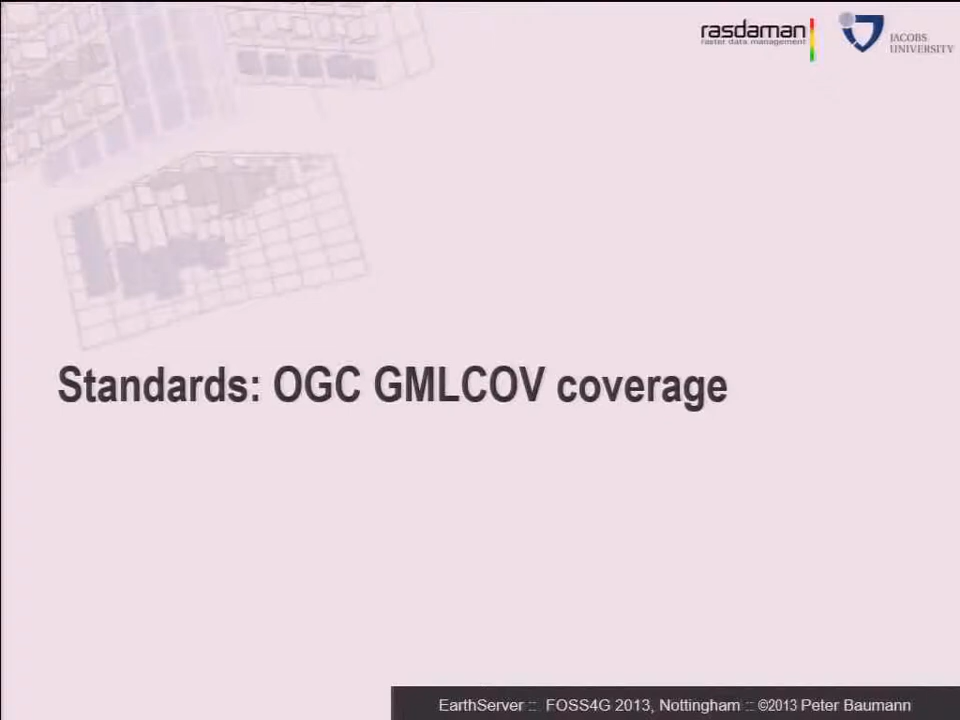 rasdaman
raster data management
JACOBS
UNIVERSITY
Standards: OGC GMLCOV coverage
EarthServer :: FOSS4G 2013, Nottingham :: ©2013 Peter Baumann